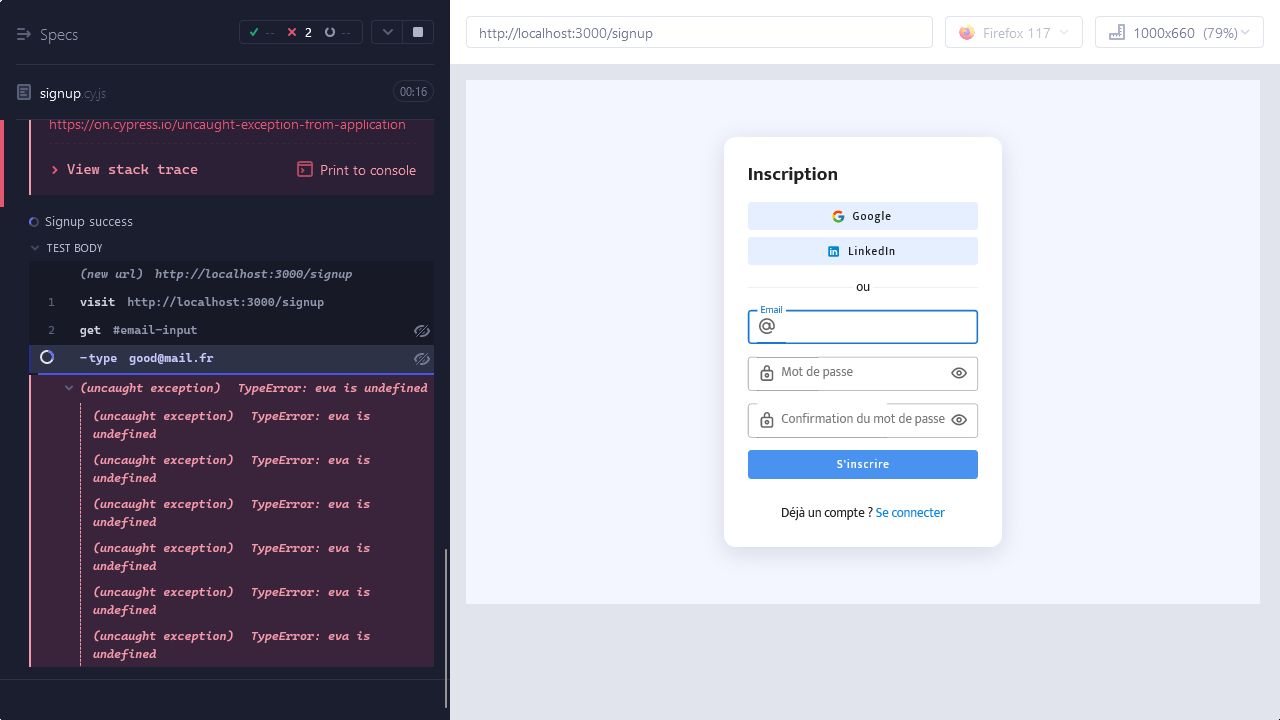 Specs
-- 2 --
signup.cy.js
00:16
https://on.cypress.io/uncaught-exception-from-application
View stack trace
Print to console
Signup success
TEST BODY
(new url) http://localhost:3000/signup
1 visit http://localhost:3000/signup
2 get #email-input
-type good@mail.fr
(uncaught exception) TypeError: eva is undefined
(uncaught exception) TypeError: eva is
undefined
(uncaught exception) TypeError: eva is
undefined
(uncaught exception) TypeError: eva is
undefined
(uncaught exception) TypeError: eva is
undefined
(uncaught exception) TypeError: eva is
undefined
(uncaught exception) TypeError: eva is
undefined
http://localhost:3000/signup
Firefox 117
1000x660 (79%)
Inscription
Google
LinkedIn
ou
Email
Mot de passe
Confirmation du mot de passe
S'inscrire
Déjà un compte ? Se connecter